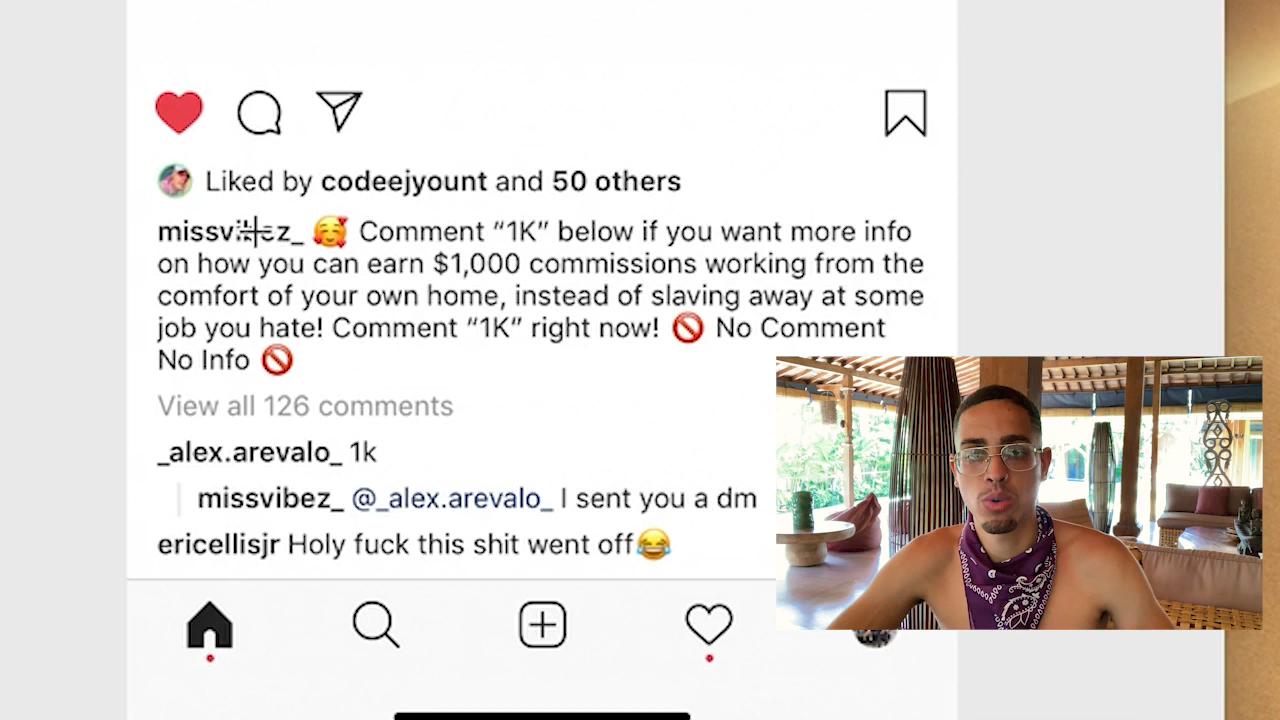 Liked by codeejyount and 50 others
missvibez_ 🥰 Comment “1K” below if you want more info
on how you can earn $1,000 commissions working from the
comfort of your own home, instead of slaving away at some
job you hate! Comment “1K” right now! 🚫 No Comment
No Info 🚫
View all 126 comments
_alex.arevalo_ 1k
missvibez_ @_alex.arevalo_ I sent you a dm
ericellisjr Holy fuck this shit went off😂